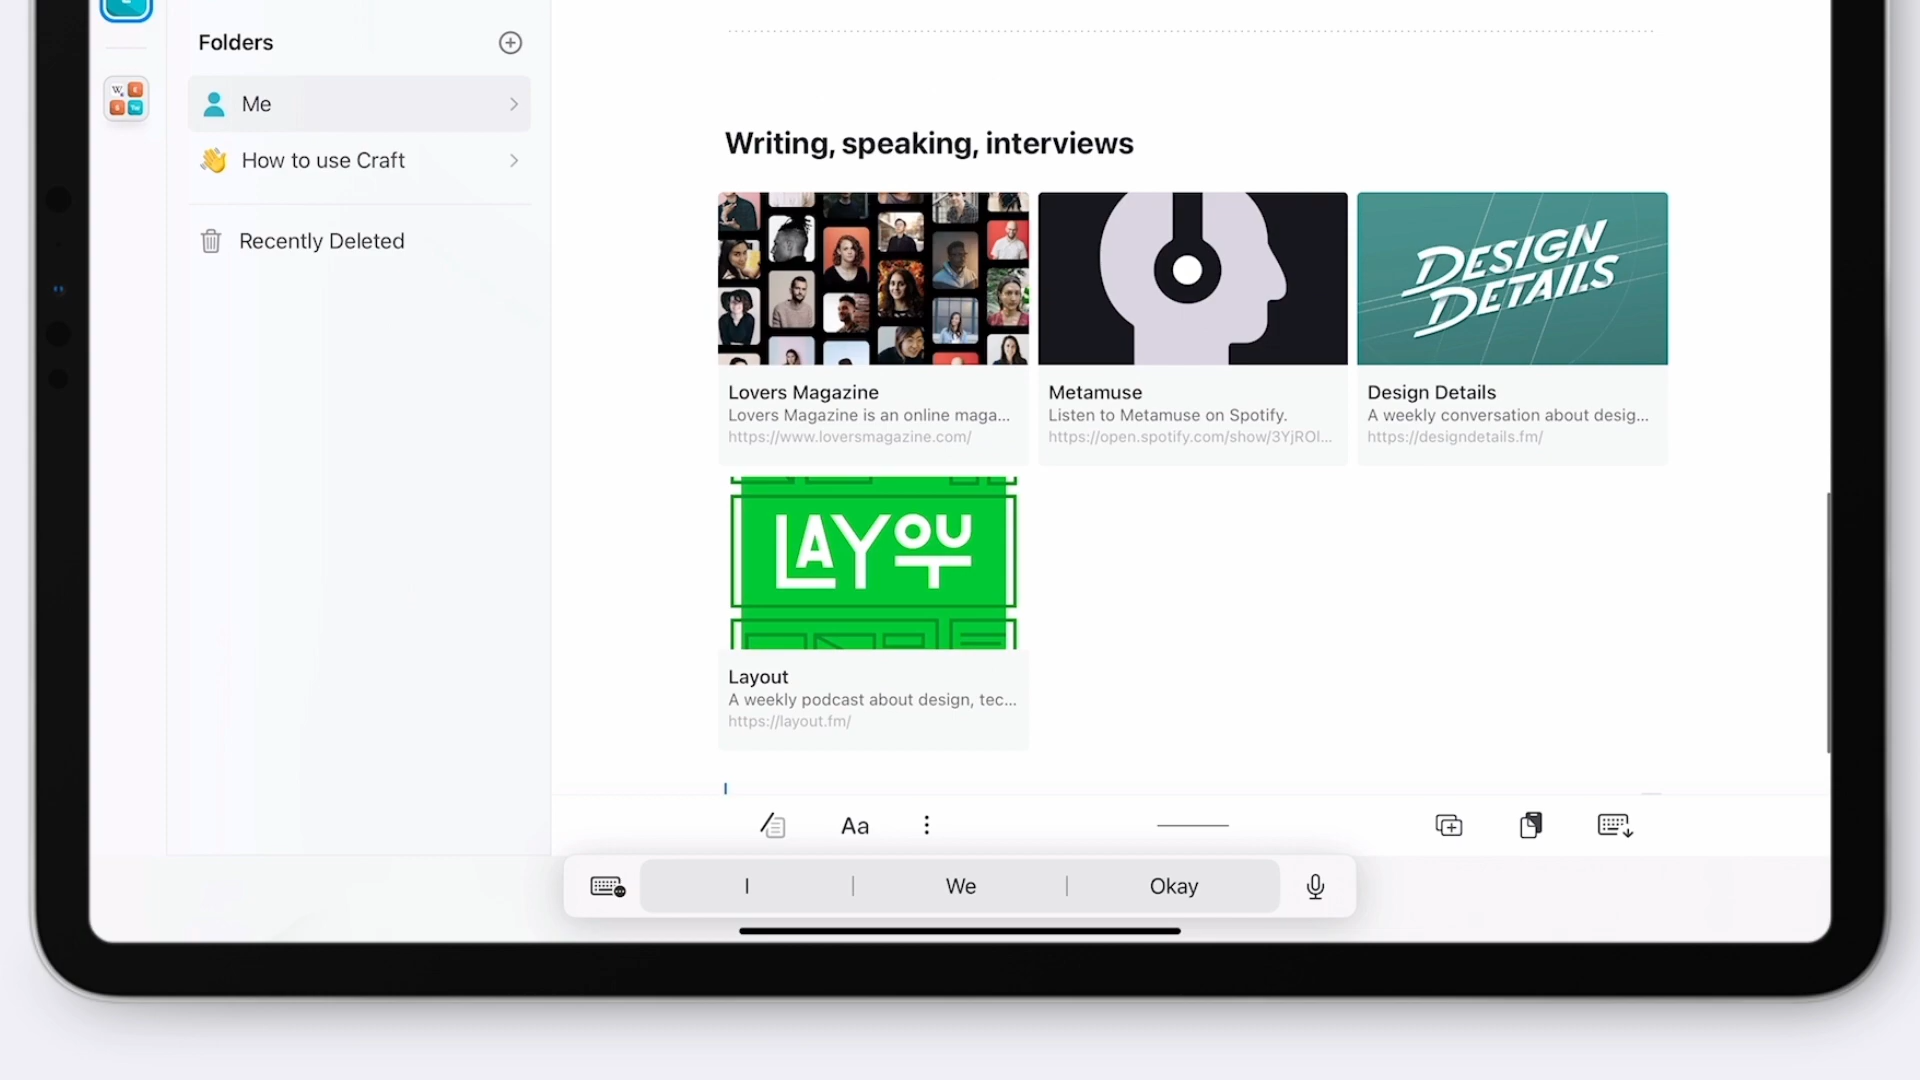 Folders
Me
How to use Craft
Recently Deleted
Writing, speaking, interviews
DESIGN
DETAILS
Lovers Magazine
Lovers Magazine is an online maga...
https://www.loversmagazine.com/
Metamuse
Listen to Metamuse on Spotify.
https://open.spotify.com/show/3YjROI...
Design Details
A weekly conversation about desig...
https://designdetails.fm/
LAYOUT
Layout
A weekly podcast about design, tec...
https://layout.fm/
Aa
I
We
Okay